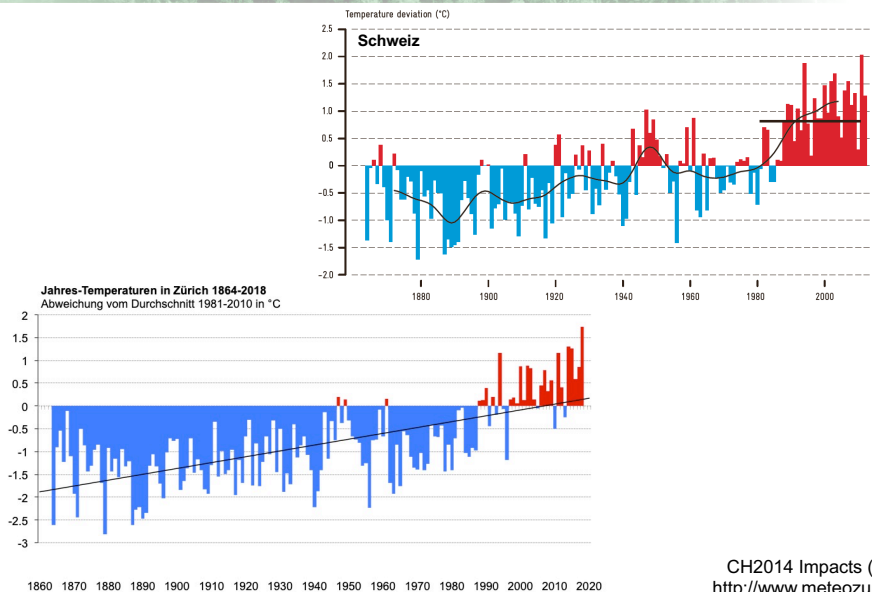 Temperature deviation (°C)
Schweiz
2.5
2.0
1.5
1.0
0.5
0
−0.5
−1.0
−1.5
−2.0
1880 1900 1920 1940 1960 1980 2000
Jahres-Temperaturen in Zürich 1864-2018
Abweichung vom Durchschnitt 1981-2010 in °C
2
1.5
1
0.5
0
-0.5
-1
-1.5
-2
-2.5
-3
1860 1870 1880 1890 1900 1910 1920 1930 1940 1950 1960 1970 1980 1990 2000 2010 2020
CH2014 Impacts (
http://www.meteozu